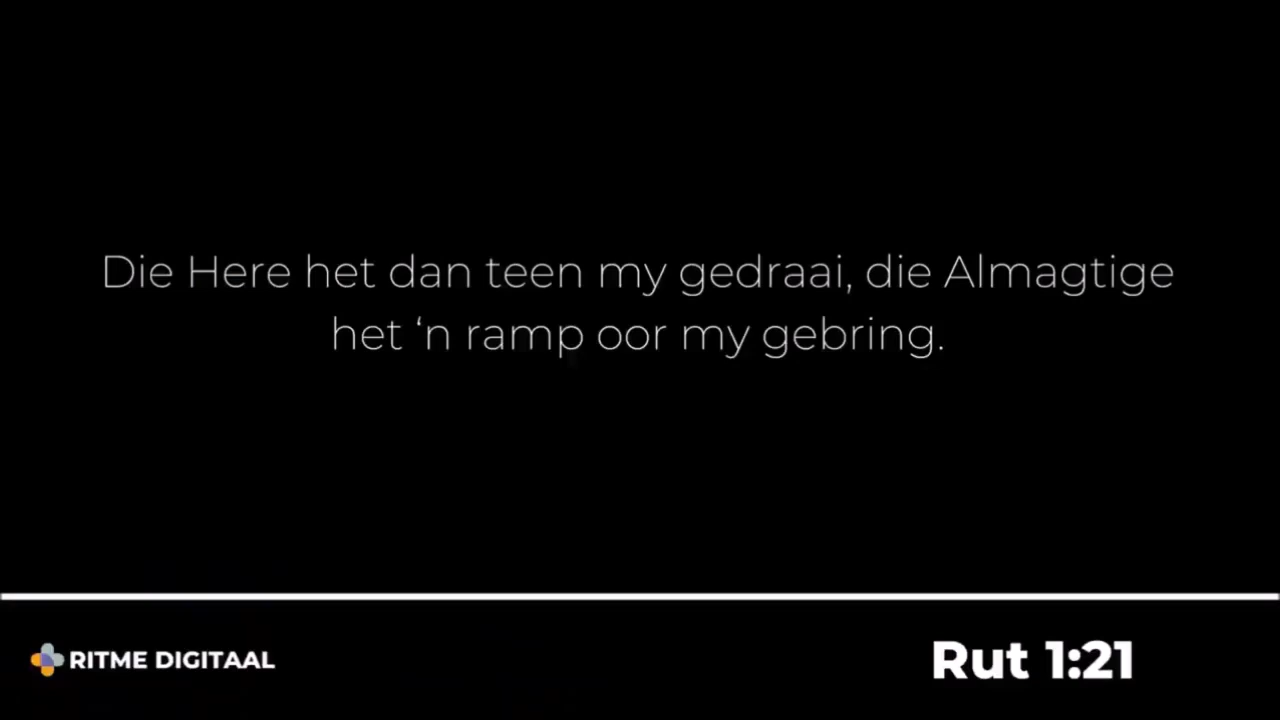 Die Here het dan teen my gedraai, die Almagtige
het ‘n ramp oor my gebring.
RITME DIGITAAL
Rut 1:21